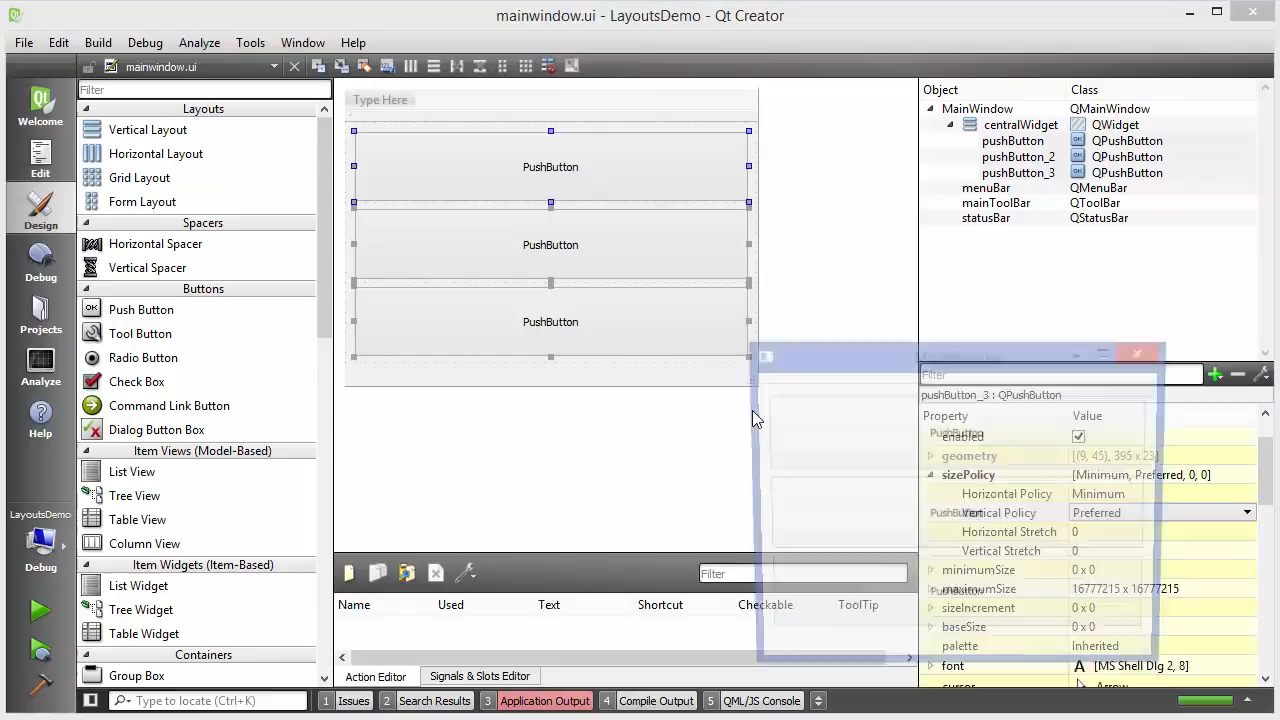 mainwindow.ui - LayoutsDemo - Qt Creator
File Edit Build Debug Analyze Tools Window Help
mainwindow.ui
Filter
Type Here
Layouts
Vertical Layout
Horizontal Layout
Grid Layout
Form Layout
Spacers
Horizontal Spacer
Vertical Spacer
Buttons
Push Button
Tool Button
Radio Button
Check Box
Command Link Button
Dialog Button Box
Item Views (Model-Based)
List View
Tree View
Table View
Column View
Item Widgets (Item-Based)
List Widget
Tree Widget
Table Widget
Containers
Group Box
Welcome
Edit
Design
Debug
Projects
Analyze
Help
LayoutsDemo
Debug
PushButton
PushButton
PushButton
Object Class
MainWindow QMainWindow
centralWidget QWidget
pushButton QPushButton
pushButton_2 QPushButton
pushButton_3 QPushButton
menuBar QMenuBar
mainToolBar QToolBar
statusBar QStatusBar
Filter
pushButton_3 : QPushButton
Property Value
PushButton
enabled
geometry [(9, 45), 395 x 23]
sizePolicy [Minimum, Preferred, 0, 0]
Horizontal Policy Minimum
Vertical Policy Preferred
Horizontal Stretch 0
Vertical Stretch 0
minimumSize 0 x 0
maximumSize 16777215 x 16777215
sizeIncrement 0 x 0
baseSize 0 x 0
palette Inherited
font A [MS Shell Dlg 2, 8]
cursor Arrow
Filter
Name Used Text Shortcut Checkable ToolTip
Action Editor Signals & Slots Editor
Type to locate (Ctrl+K)
1 Issues 2 Search Results 3 Application Output 4 Compile Output 5 QML/JS Console